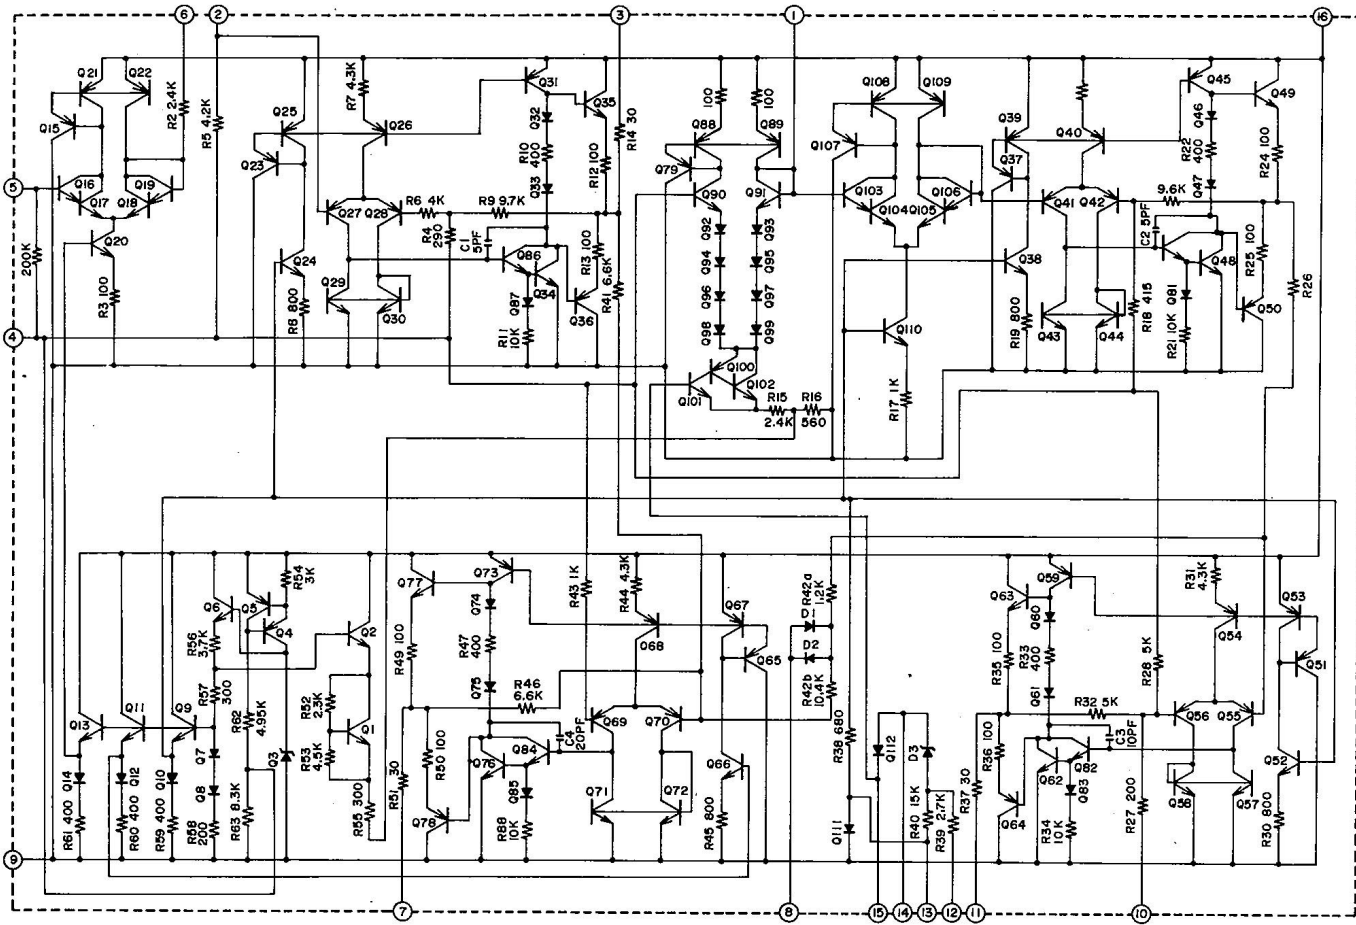 6 2 3 1 16
Q21 Q22
R2 2.4K
R5 4.2K
Q25
R7 4.3K
Q26
Q31
Q32
Q35
R14 30
100
100
Q88
Q89
Q108
Q109
Q39
Q40
Q45
Q46
Q49
Q15
Q23
R10 400
Q33
R12 100
Q79
Q107
Q37
R22 400
Q47
R24 100
5
Q16
Q17
Q18
Q19
Q27 Q28
R6 4K
R9 9.7K
R4 290
Q90
Q91
Q103
Q104
Q105
Q106
Q41 Q42
9.6K
Q20
200K
R3 100
Q24
R8 800
Q29
Q30
C1 5PF
Q86
Q87
Q34
R13 100
R41 6.6K
R11 10K
Q36
Q92
Q93
Q94
Q95
Q96
Q97
Q98
Q99
Q110
Q38
R19 800
Q43
Q44
C2 5PF
R18 415
Q48
Q81
R21 10K
R25 100
Q50
R26
4
Q100
Q101
Q102
R15 2.4K
R16 560
R17 1K
R54 3K
Q6
Q5
Q4
Q2
R56 3.7K
R57 300
R62 4.95K
R52 2.3K
Q13
Q11
Q9
Q7
Q3
Q1
R53 4.5K
Q14
Q12
Q10
Q8
R61 400
R60 400
R59 400
R58 200
R63 8.3K
R55 300
Q77
Q73
Q74
R43 1K
R44 4.3K
Q67
R49 100
R47 400
Q75
Q68
Q65
R46 6.6K
Q69
Q70
C4 20PF
R50 100
Q76
Q84
Q85
R51 30
Q78
R88 10K
Q71
Q72
Q66
R45 800
R42a 1.2K
D1
D2
R42b 10.4K
R38 680
Q112
D3
Q111
R40 15K
R39 2.7K
Q63
Q59
Q60
R31 4.3K
Q53
R35 100
R33 400
Q61
R28 5K
Q54
Q51
R32 5K
Q56
Q55
C3 10PF
R36 100
Q62
Q82
Q83
R37 30
Q64
R34 10K
R27 200
Q58
Q57
Q52
R30 800
9
7 8 15 14 13 12 11 10